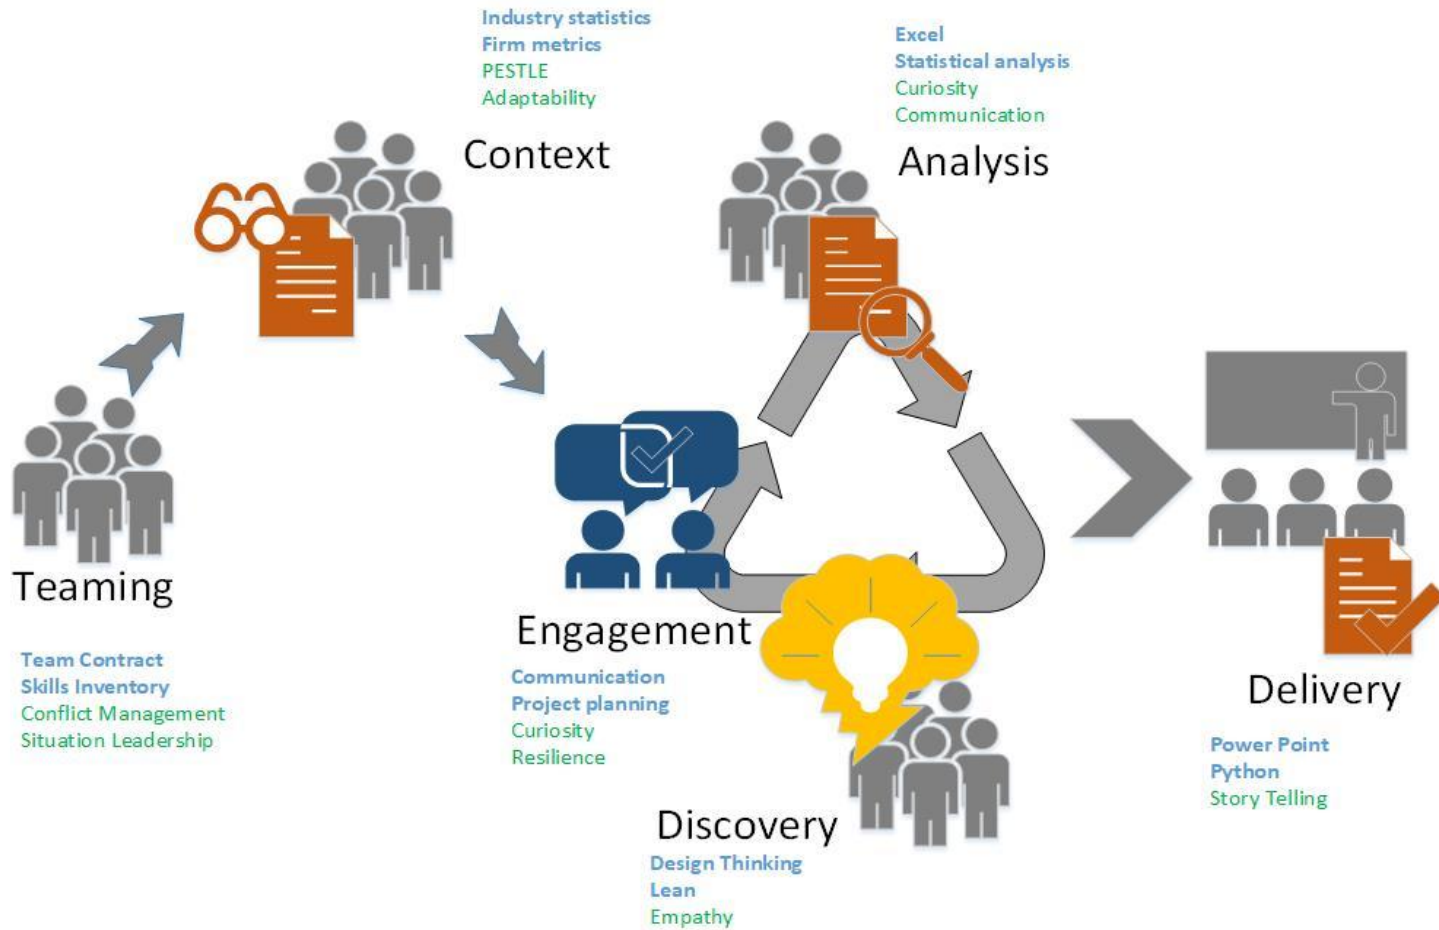 Industry statistics
Firm metrics
PESTLE
Adaptability
Context
Excel
Statistical analysis
Curiosity
Communication
Analysis
Teaming
Team Contract
Skills Inventory
Conflict Management
Situation Leadership
Engagement
Communication
Project planning
Curiosity
Resilience
Discovery
Design Thinking
Lean
Empathy
Delivery
Power Point
Python
Story Telling